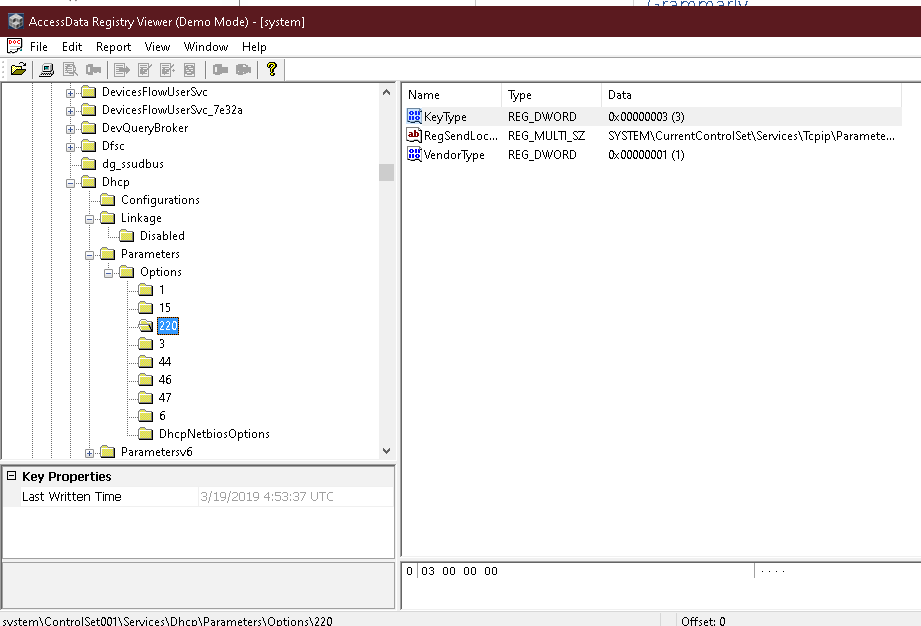 Grammarly
AccessData Registry Viewer (Demo Mode) - [system]
File Edit Report View Window Help
DevicesFlowUserSvc
DevicesFlowUserSvc_7e32a
DevQueryBroker
Dfsc
dg_ssudbus
Dhcp
Configurations
Linkage
Disabled
Parameters
Options
1
15
220
3
44
46
47
6
DhcpNetbiosOptions
Parametersv6
Name Type Data
KeyType REG_DWORD 0x00000003 (3)
RegSendLoc... REG_MULTI_SZ SYSTEM\CurrentControlSet\Services\Tcpip\Paramete...
VendorType REG_DWORD 0x00000001 (1)
Key Properties
Last Written Time 3/19/2019 4:53:37 UTC
0 03 00 00 00 ....
system\ControlSet001\Services\Dhcp\Parameters\Options\220 Offset: 0